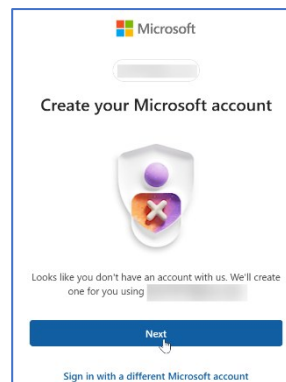 Microsoft
Create your Microsoft account
Looks like you don't have an account with us. We'll create
one for you using
Next
Sign in with a different Microsoft account